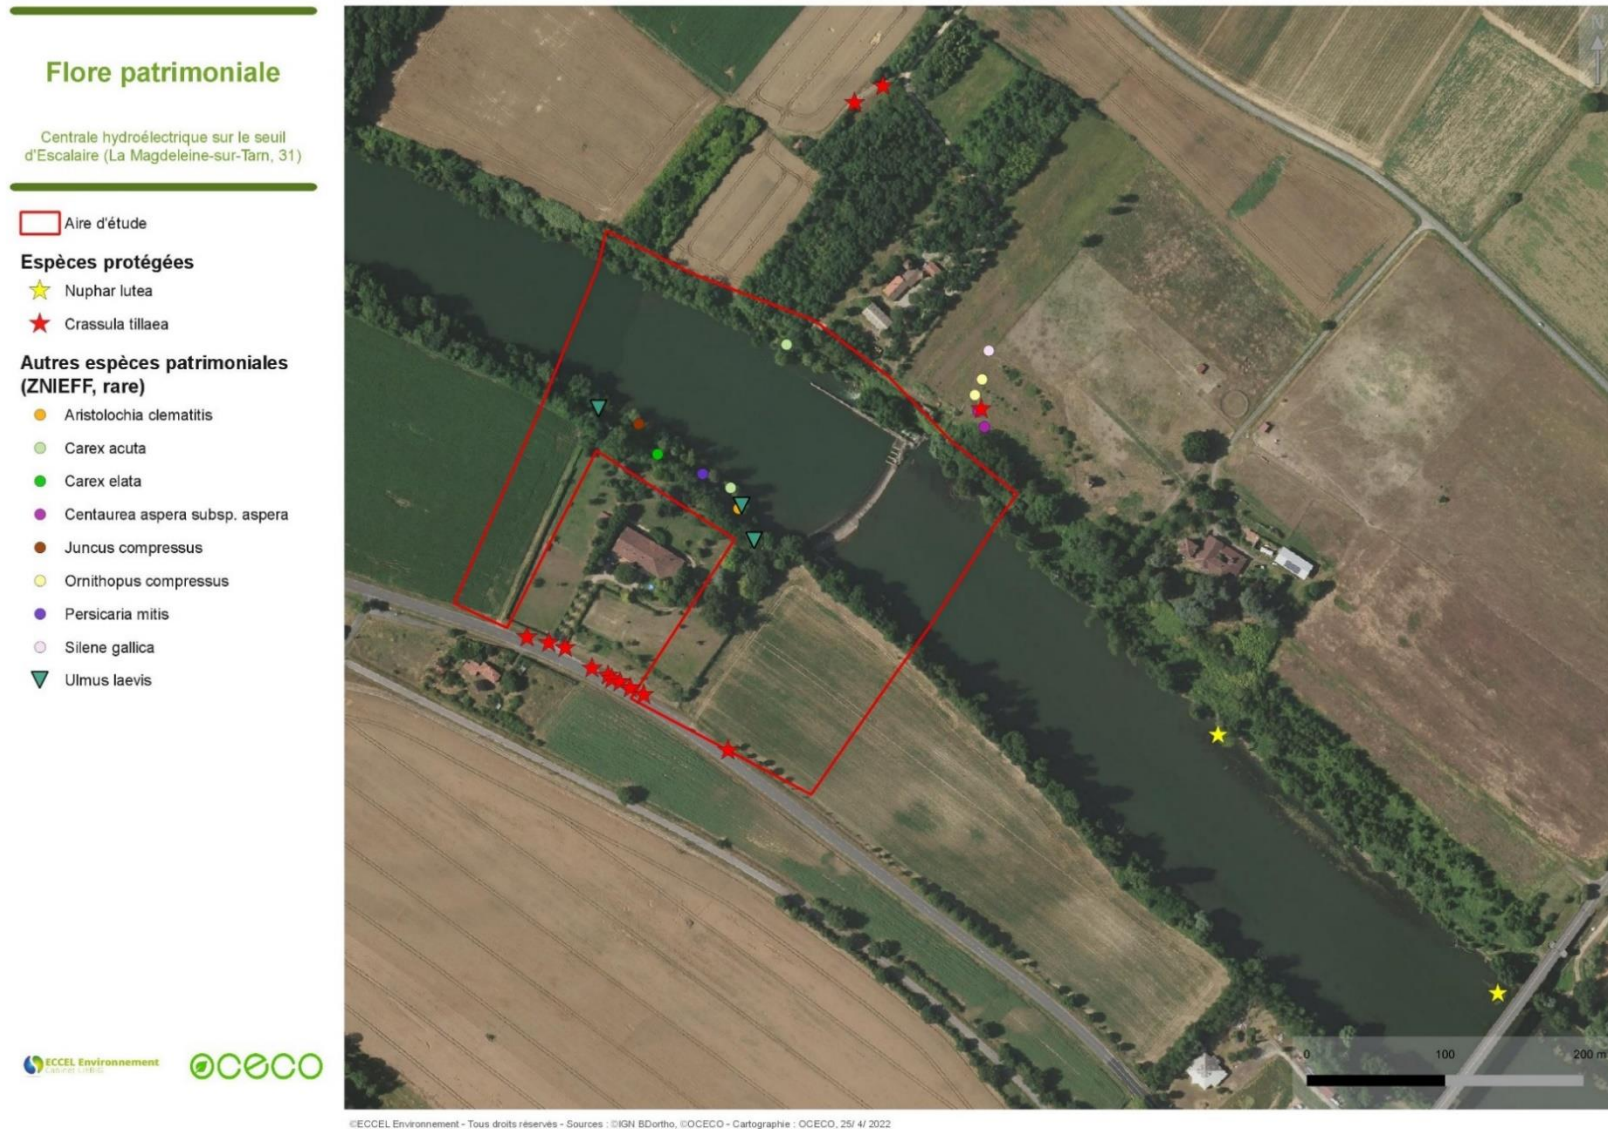 Flore patrimoniale
Centrale hydroélectrique sur le seuil
d'Escalaire (La Magdeleine-sur-Tarn, 31)
Aire d'étude
Espèces protégées
Nuphar lutea
Crassula tillaea
Autres espèces patrimoniales
(ZNIEFF, rare)
Aristolochia clematitis
Carex acuta
Carex elata
Centaurea aspera subsp. aspera
Juncus compressus
Ornithopus compressus
Persicaria mitis
Silene gallica
Ulmus laevis
ECCEL Environnement
oceco
N
0 100 200 m
©ECCEL Environnement - Tous droits réservés - Sources : ©IGN BDortho, ©OCECO - Cartographie : OCECO, 25/ 4/ 2022